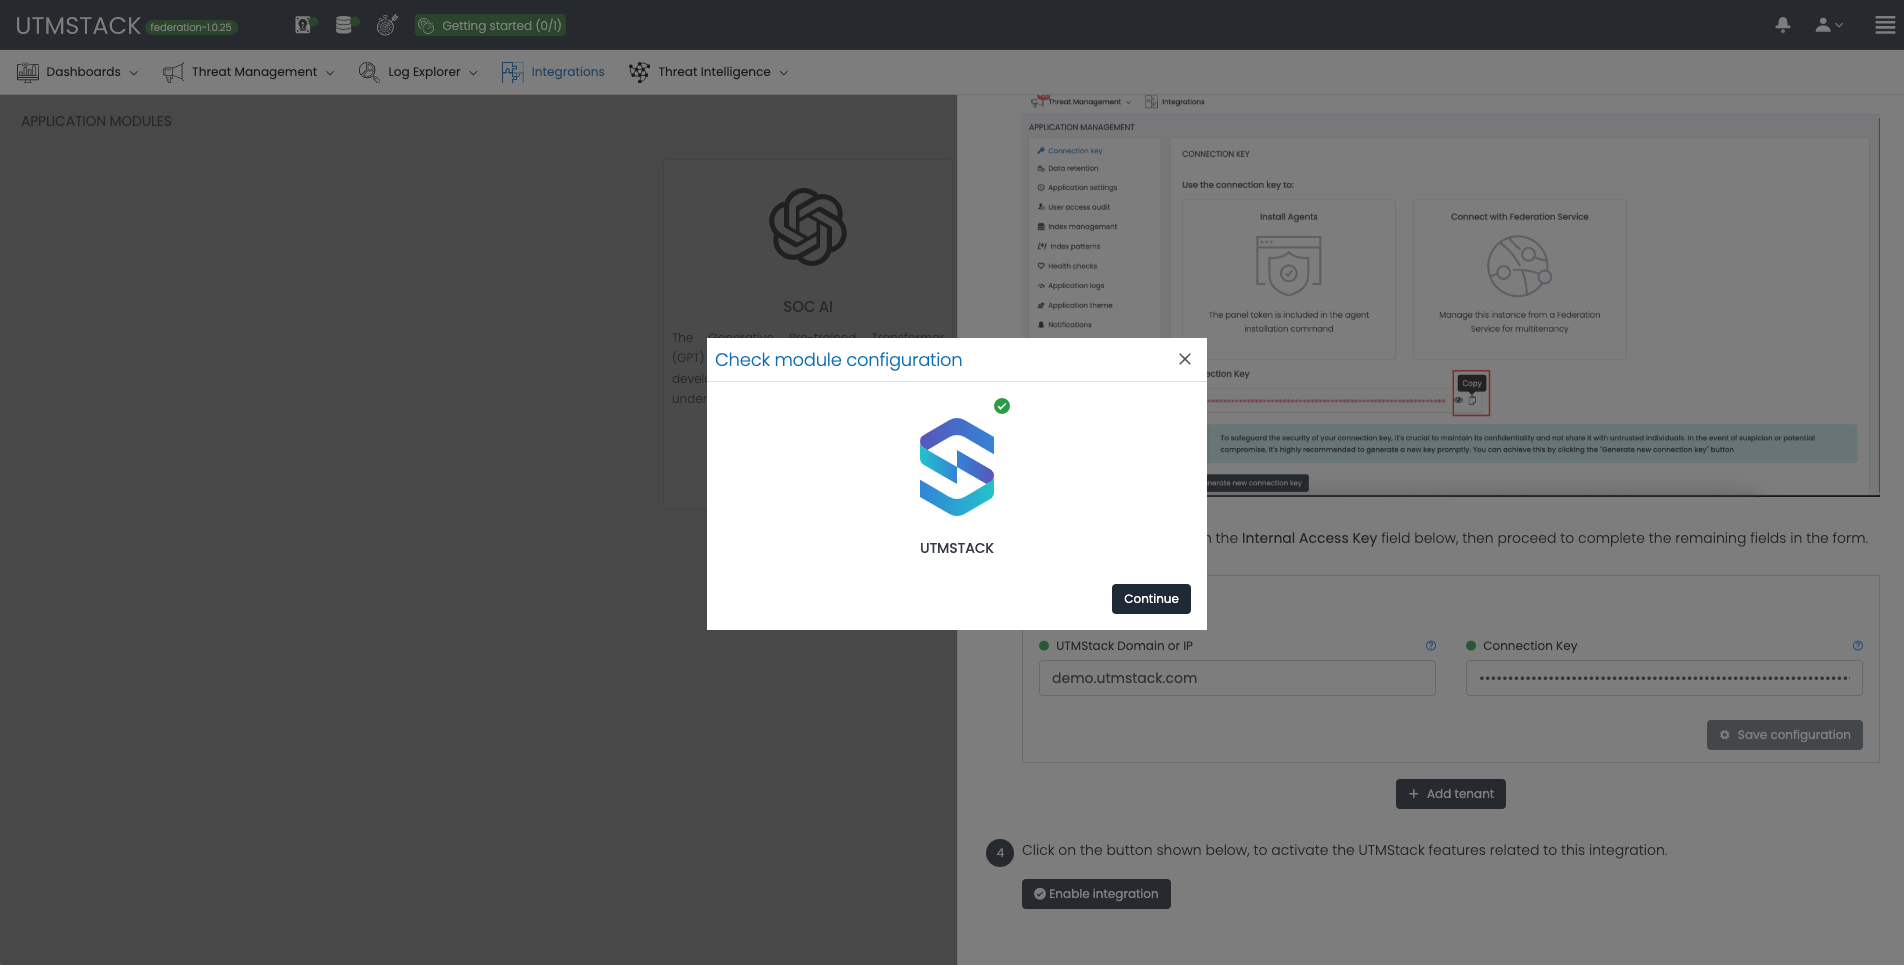 UTMSTACK federation-1.0.25
Getting started (0/1)
Dashboards
Threat Management
Log Explorer
Integrations
Threat Intelligence
APPLICATION MODULES
SOC AI
The Generative Pre-trained Transformer
(GPT)
Threat Management
Integrations
APPLICATION MANAGEMENT
Connection key
Data retention
Application settings
User access audit
Index management
Index patterns
Health checks
Application logs
Application theme
Notifications
CONNECTION KEY
Use the connection key to:
Install Agents
The panel token is included in the agent
installation command
Connect with Federation Service
Manage this instance from a Federation
Service for multitenancy
Key
Copy
To safeguard the security of your connection key, it's crucial to maintain its confidentiality and not share it with untrusted individuals. In the event of suspicion or potential
compromise, it's highly recommended to generate a new key promptly. You can achieve this by clicking the "Generate new connection key" button
new connection key
Check module configuration
UTMSTACK
Continue
the Internal Access Key field below, then proceed to complete the remaining fields in the form.
UTMStack Domain or IP
demo.utmstack.com
Connection Key
Save configuration
+ Add tenant
4 Click on the button shown below, to activate the UTMStack features related to this integration.
Enable integration